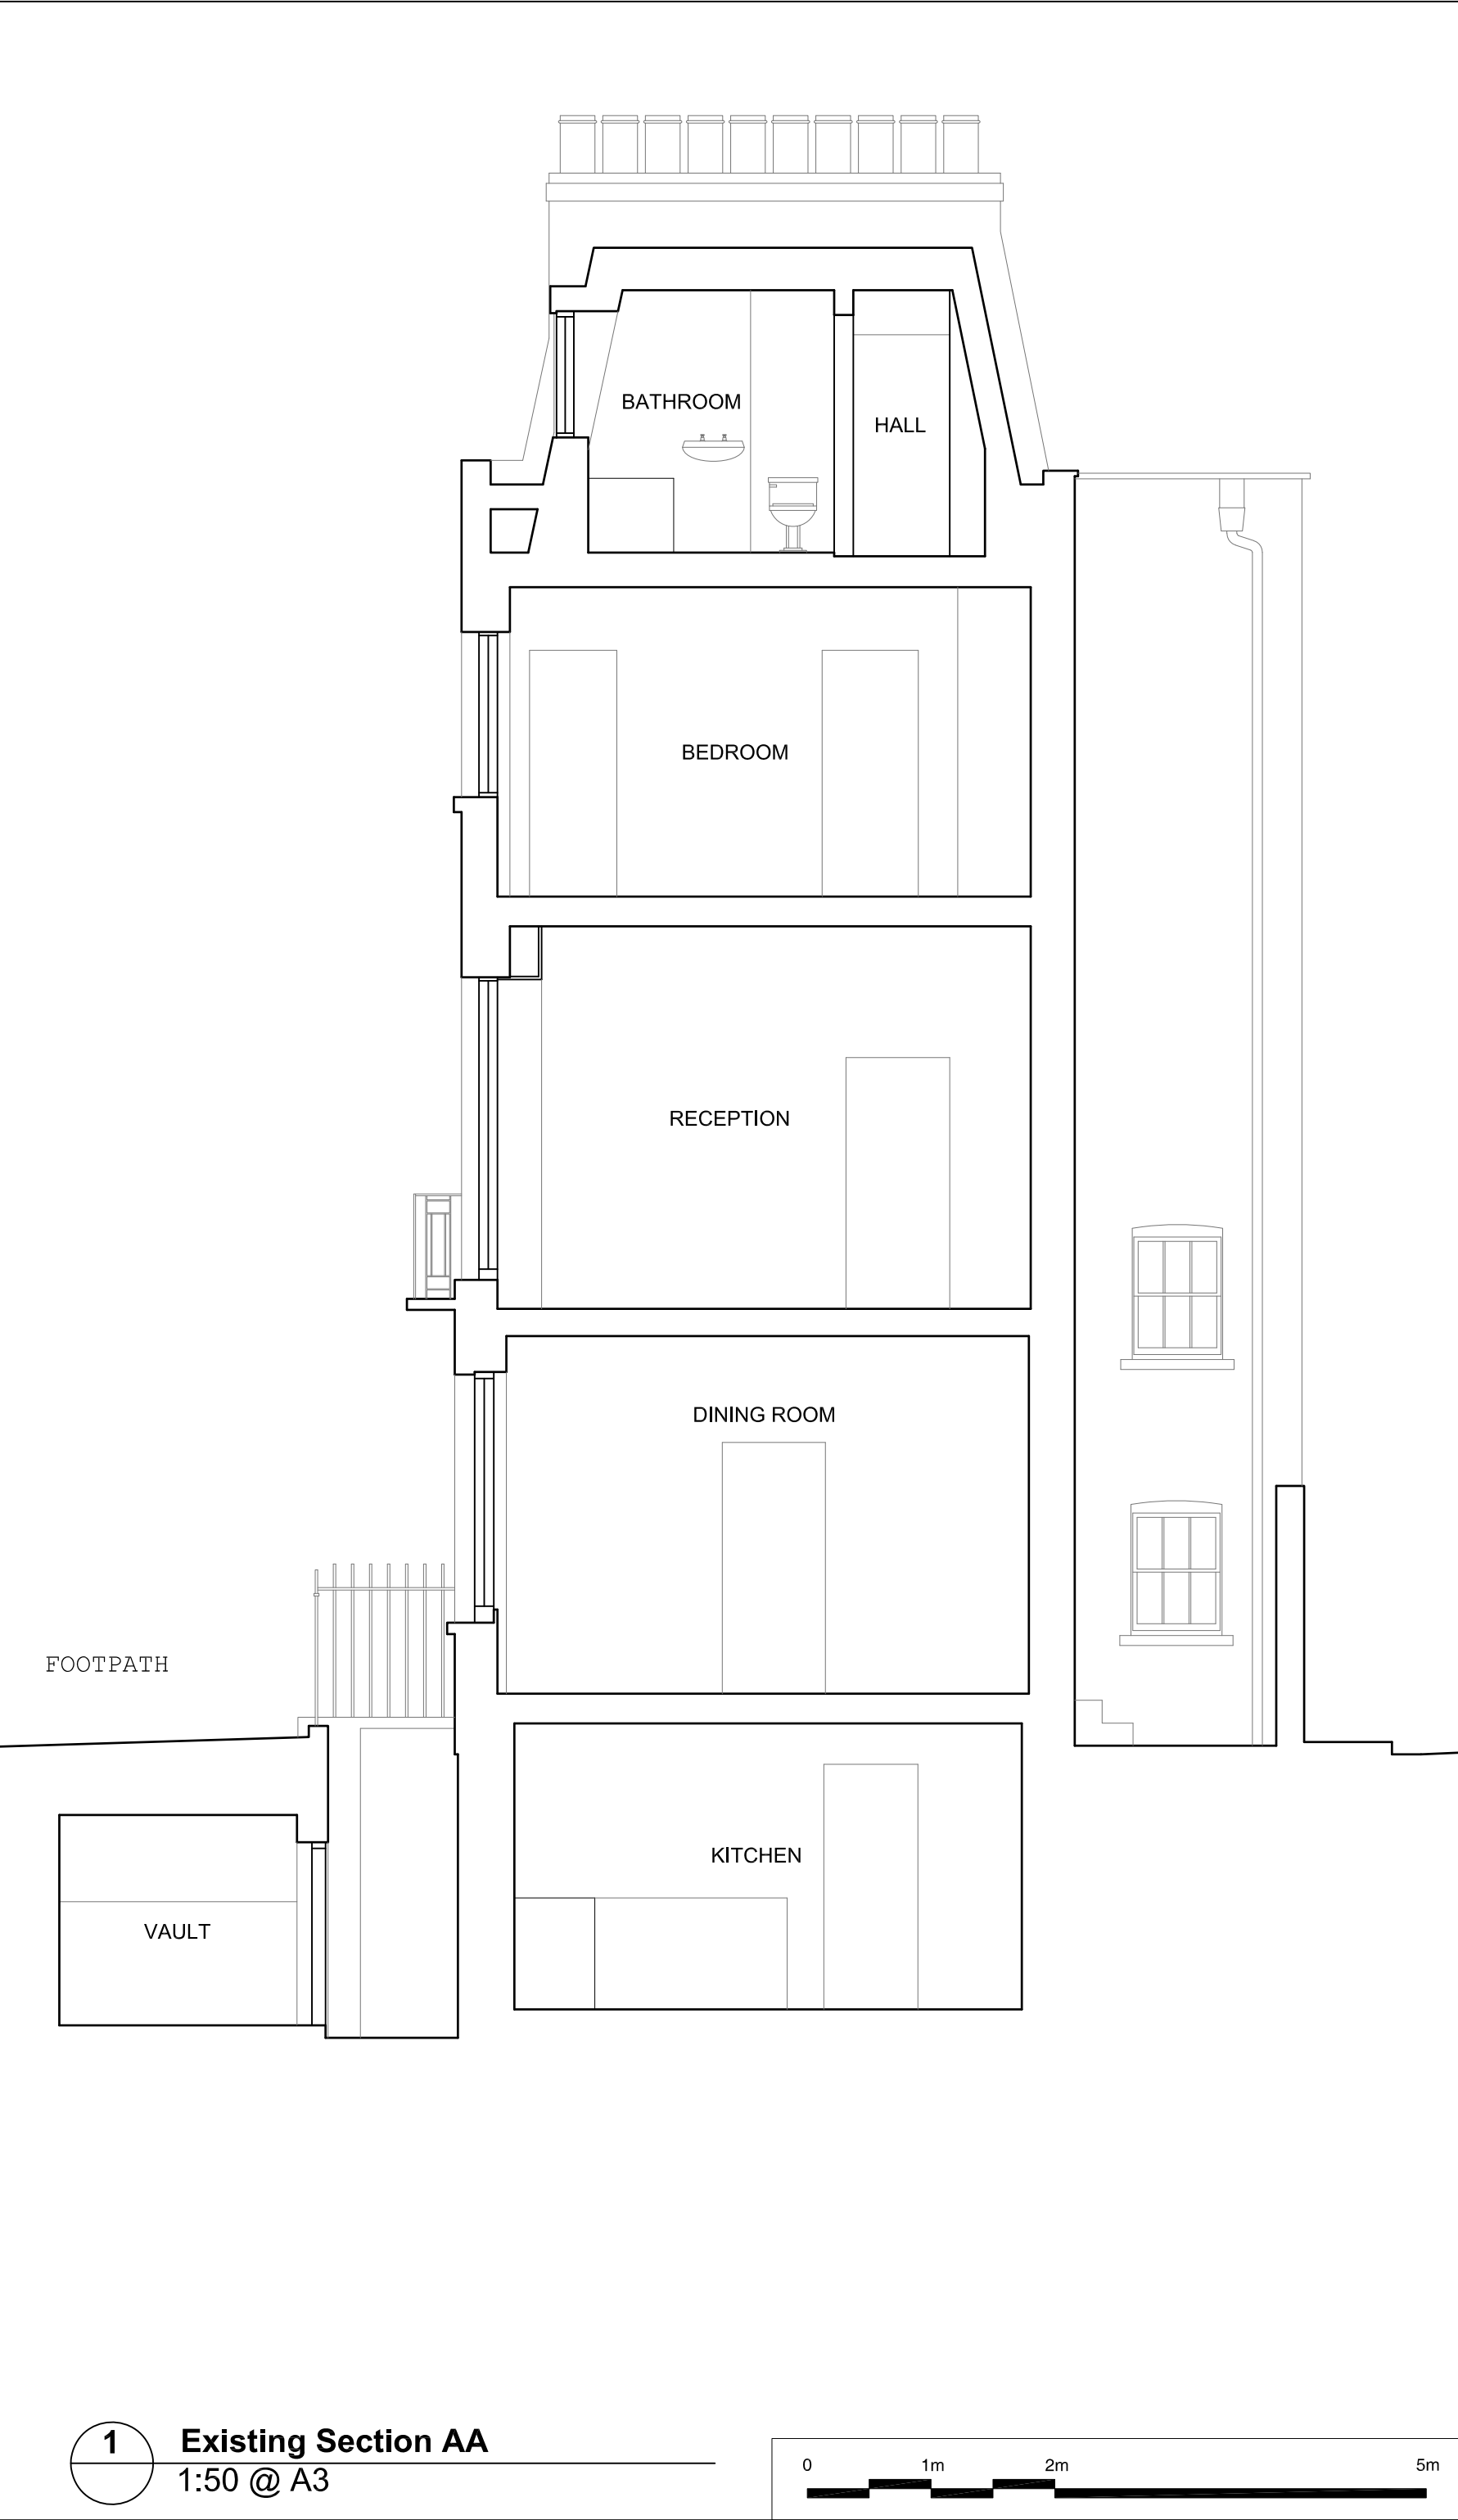 BATHROOM
HALL
BEDROOM
RECEPTION
DINING ROOM
FOOTPATH
KITCHEN
VAULT
1
Existing Section AA
1:50 @ A3
0 1m 2m 5m